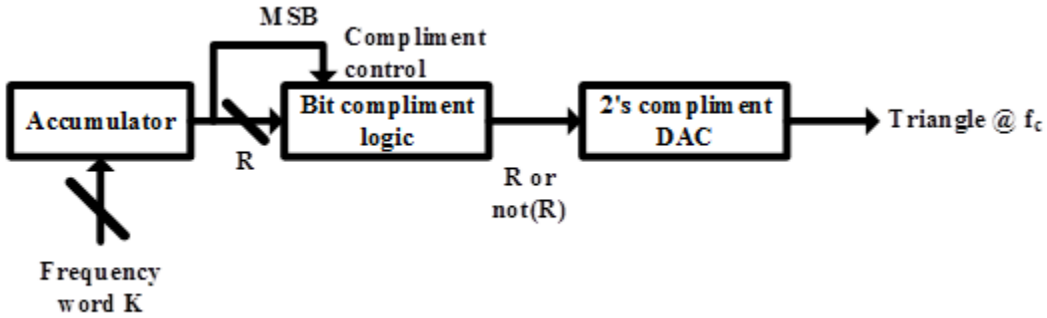 MSB
Compliment
control
Accumulator
R
Bit compliment
logic
2's compliment
DAC
Triangle @ fc
R or
not(R)
Frequency
word K